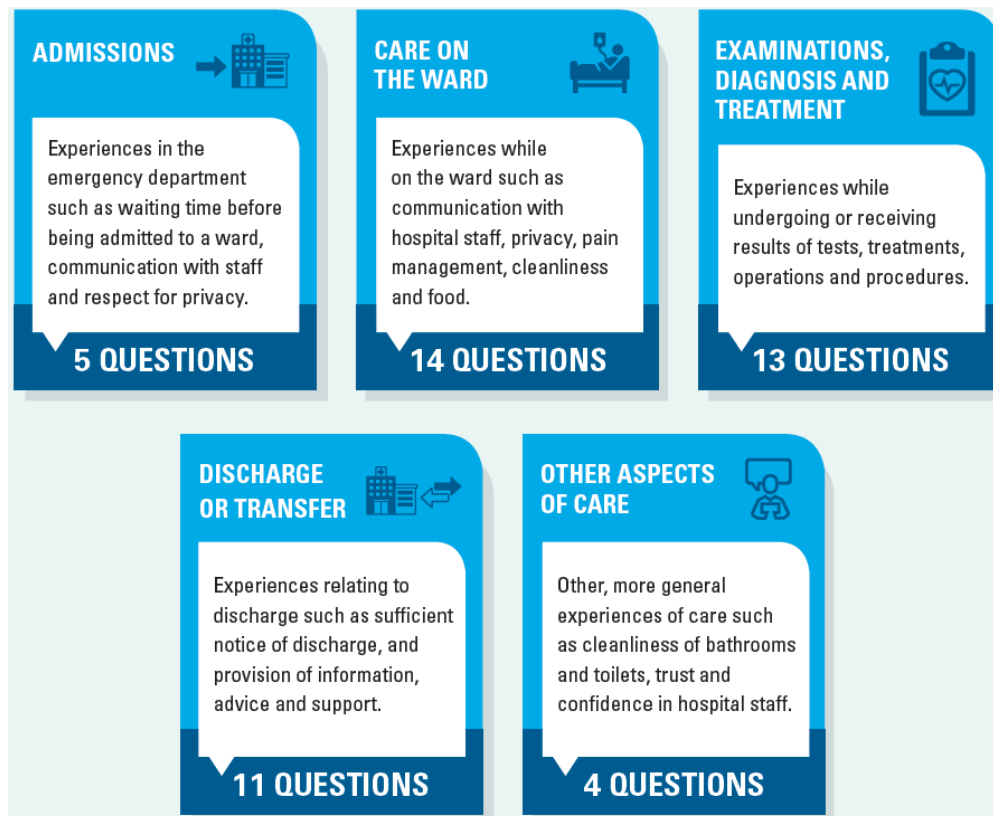 ADMISSIONS
Experiences in the
emergency department
such as waiting time before
being admitted to a ward,
communication with staff
and respect for privacy.
5 QUESTIONS
CARE ON
THE WARD
Experiences while
on the ward such as
communication with
hospital staff, privacy, pain
management, cleanliness
and food.
14 QUESTIONS
EXAMINATIONS,
DIAGNOSIS AND
TREATMENT
Experiences while
undergoing or receiving
results of tests, treatments,
operations and procedures.
13 QUESTIONS
DISCHARGE
OR TRANSFER
Experiences relating to
discharge such as sufficient
notice of discharge, and
provision of information,
advice and support.
11 QUESTIONS
OTHER ASPECTS
OF CARE
Other, more general
experiences of care such
as cleanliness of bathrooms
and toilets, trust and
confidence in hospital staff.
4 QUESTIONS